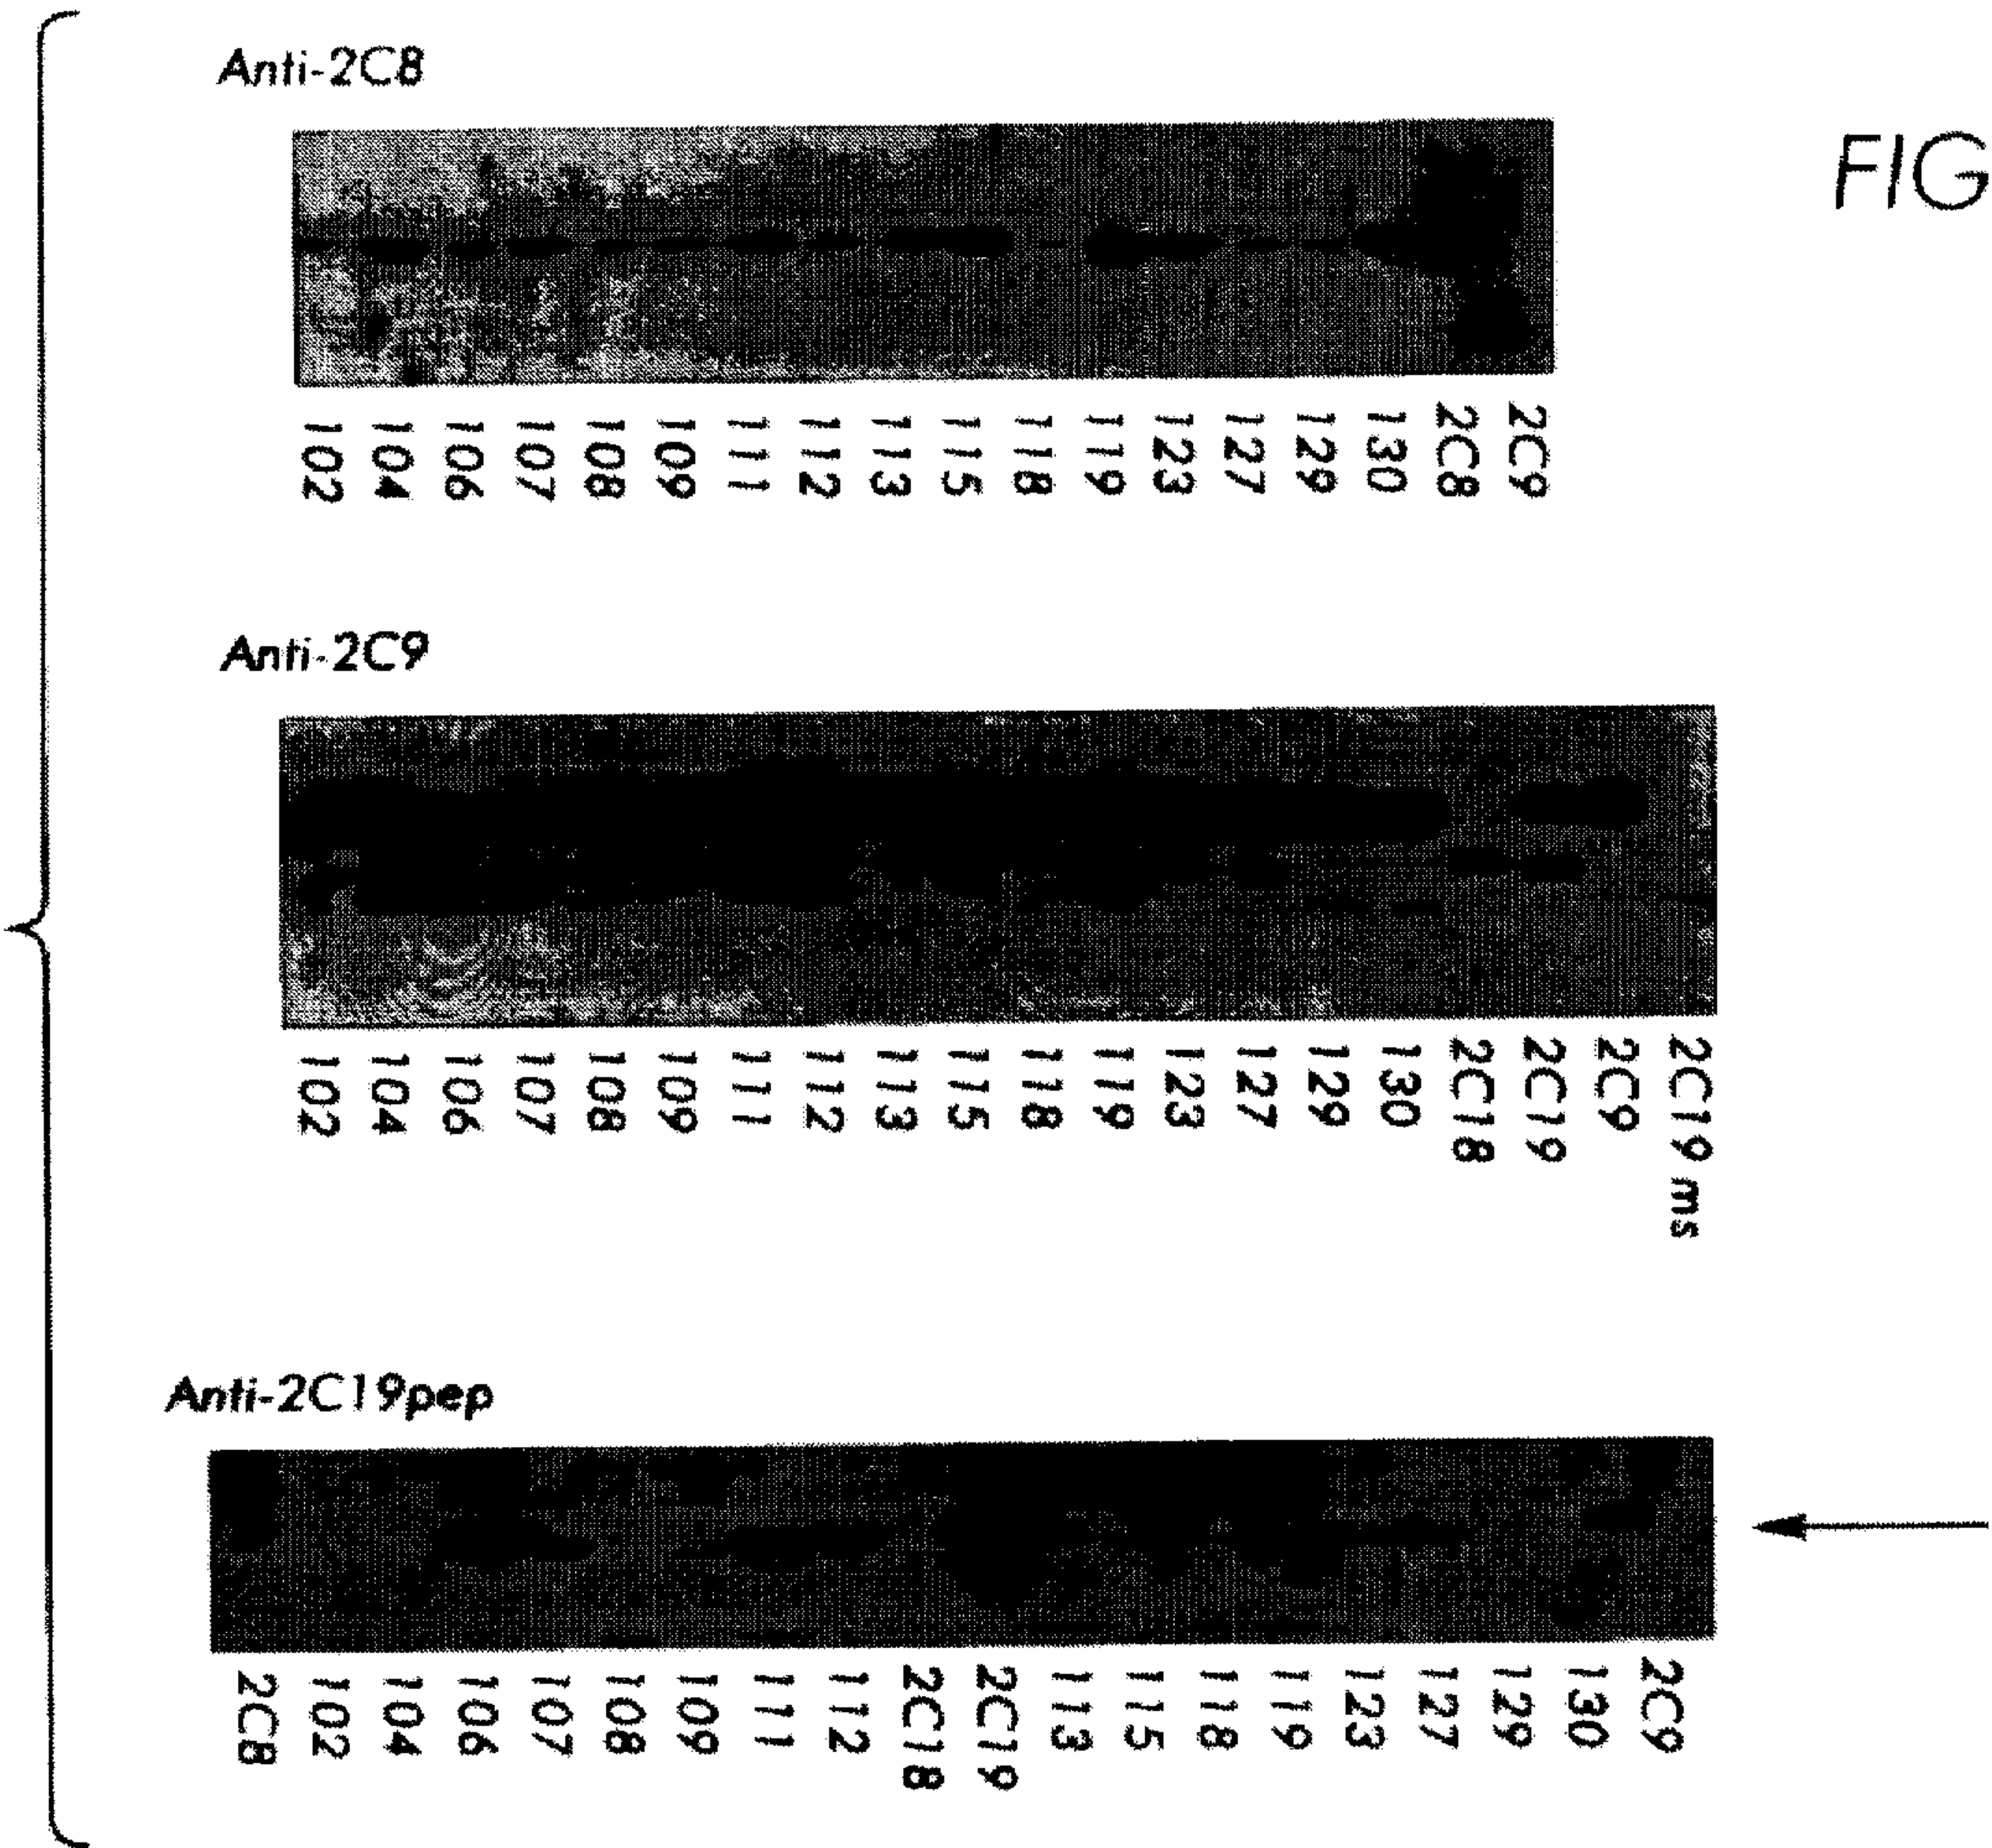 Anti-2C8
FIG
102 104 106 107 108 109 111 112 113 115 118 119 123 127 129 130 2C8 2C9
Anti-2C9
102 104 106 107 108 109 111 112 113 115 118 119 123 127 129 130 2C18 2C19 2C9 2C19 ms
Anti-2C19pep
2C8 102 104 106 107 108 109 111 112 2C18 2C19 113 115 118 119 123 127 129 130 2C9